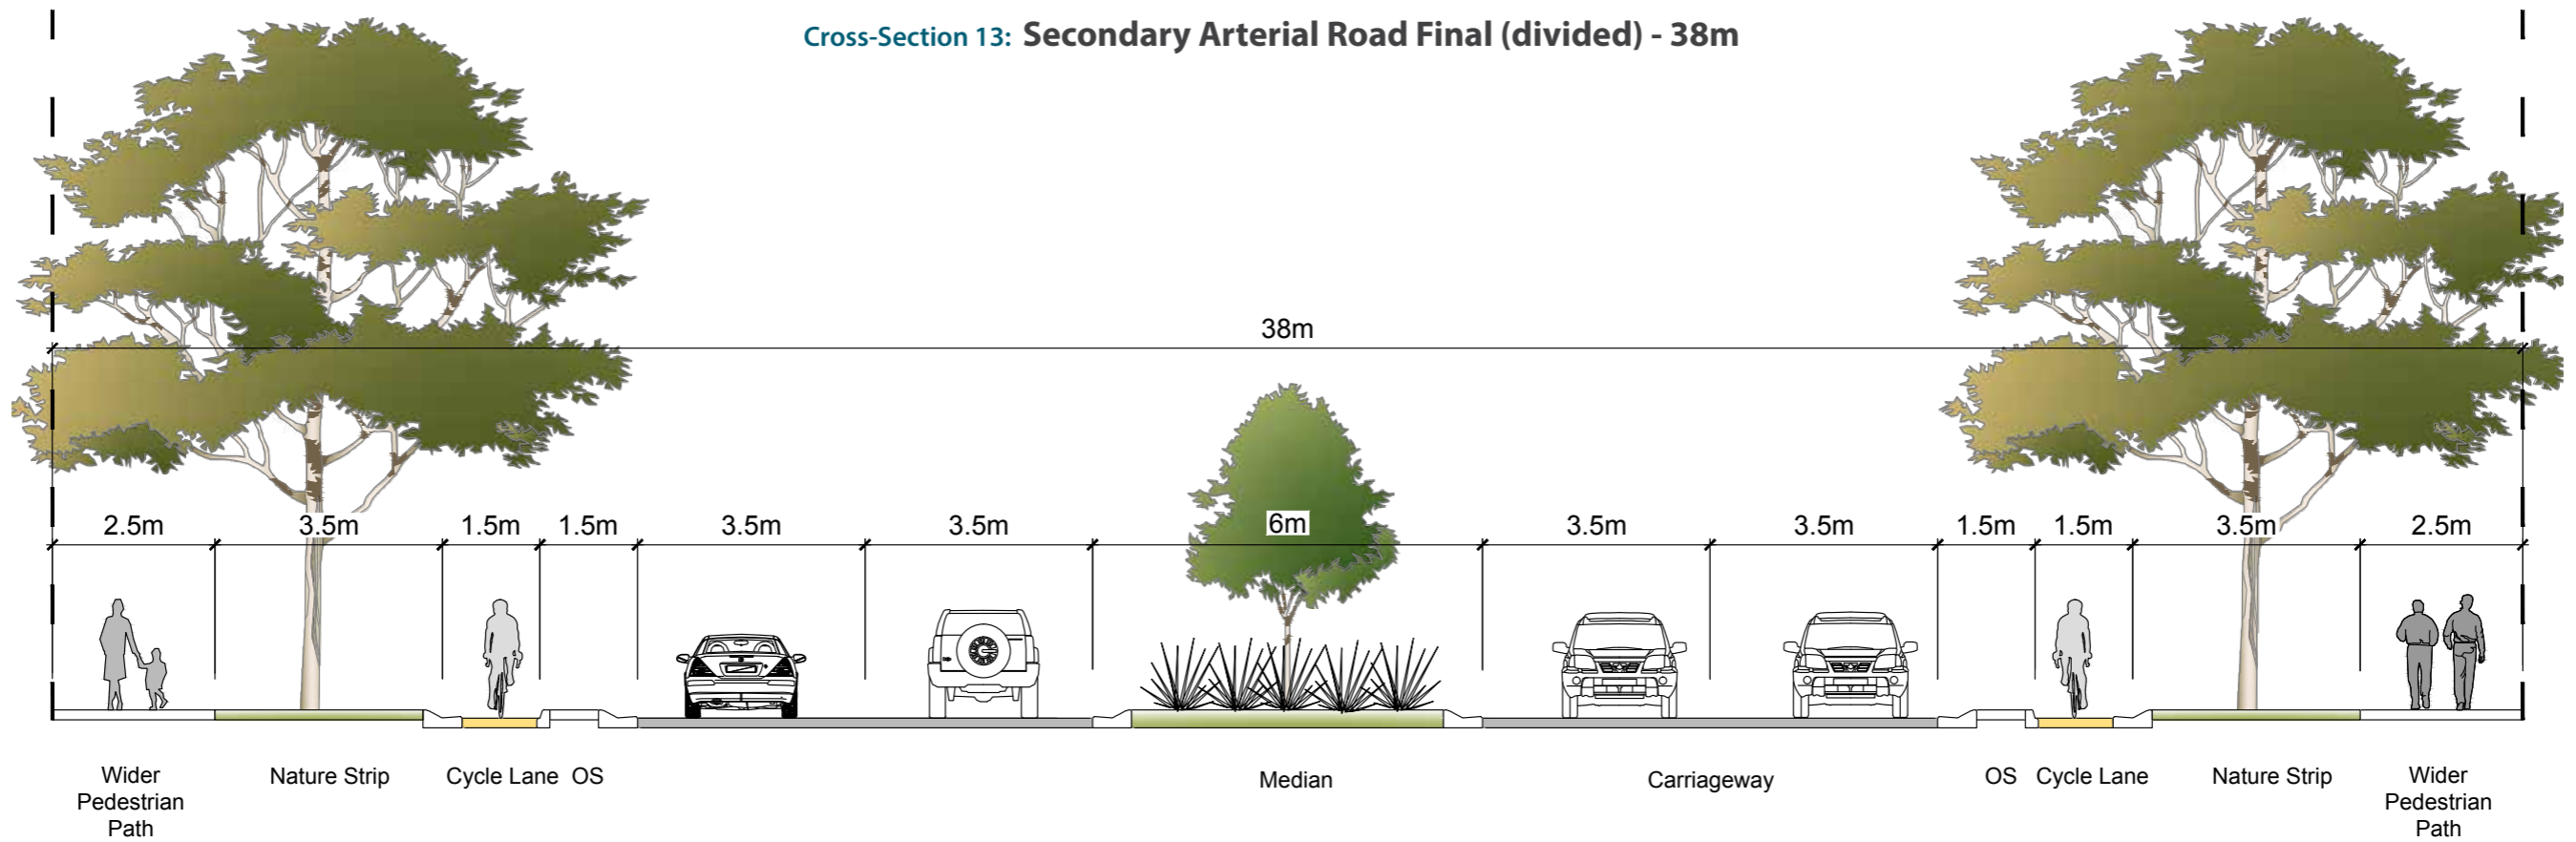 Cross-Section 13: Secondary Arterial Road Final (divided) - 38m
38m
2.5m 3.5m 1.5m 1.5m 3.5m 3.5m 6m 3.5m 3.5m 1.5m 1.5m 3.5m 2.5m
Wider
Pedestrian
Path
Nature Strip
Cycle Lane
OS
Median
Carriageway
OS
Cycle Lane
Nature Strip
Wider
Pedestrian
Path